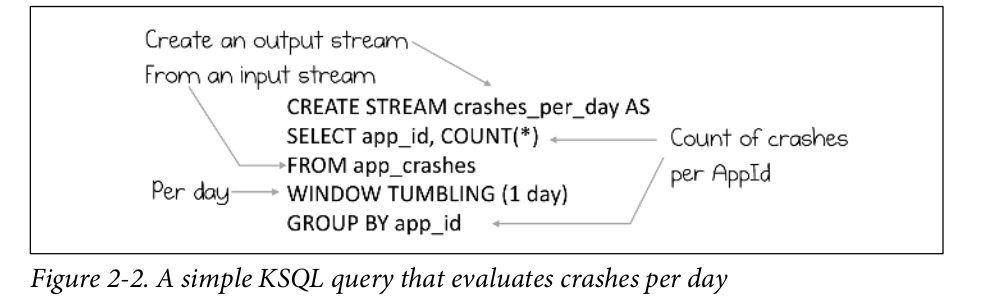 Create an output stream
From an input stream
CREATE STREAM crashes_per_day AS
SELECT app_id, COUNT(*)
Count of crashes
per AppId
FROM app_crashes
Per day
WINDOW TUMBLING (1 day)
GROUP BY app_id
Figure 2-2. A simple KSQL query that evaluates crashes per day